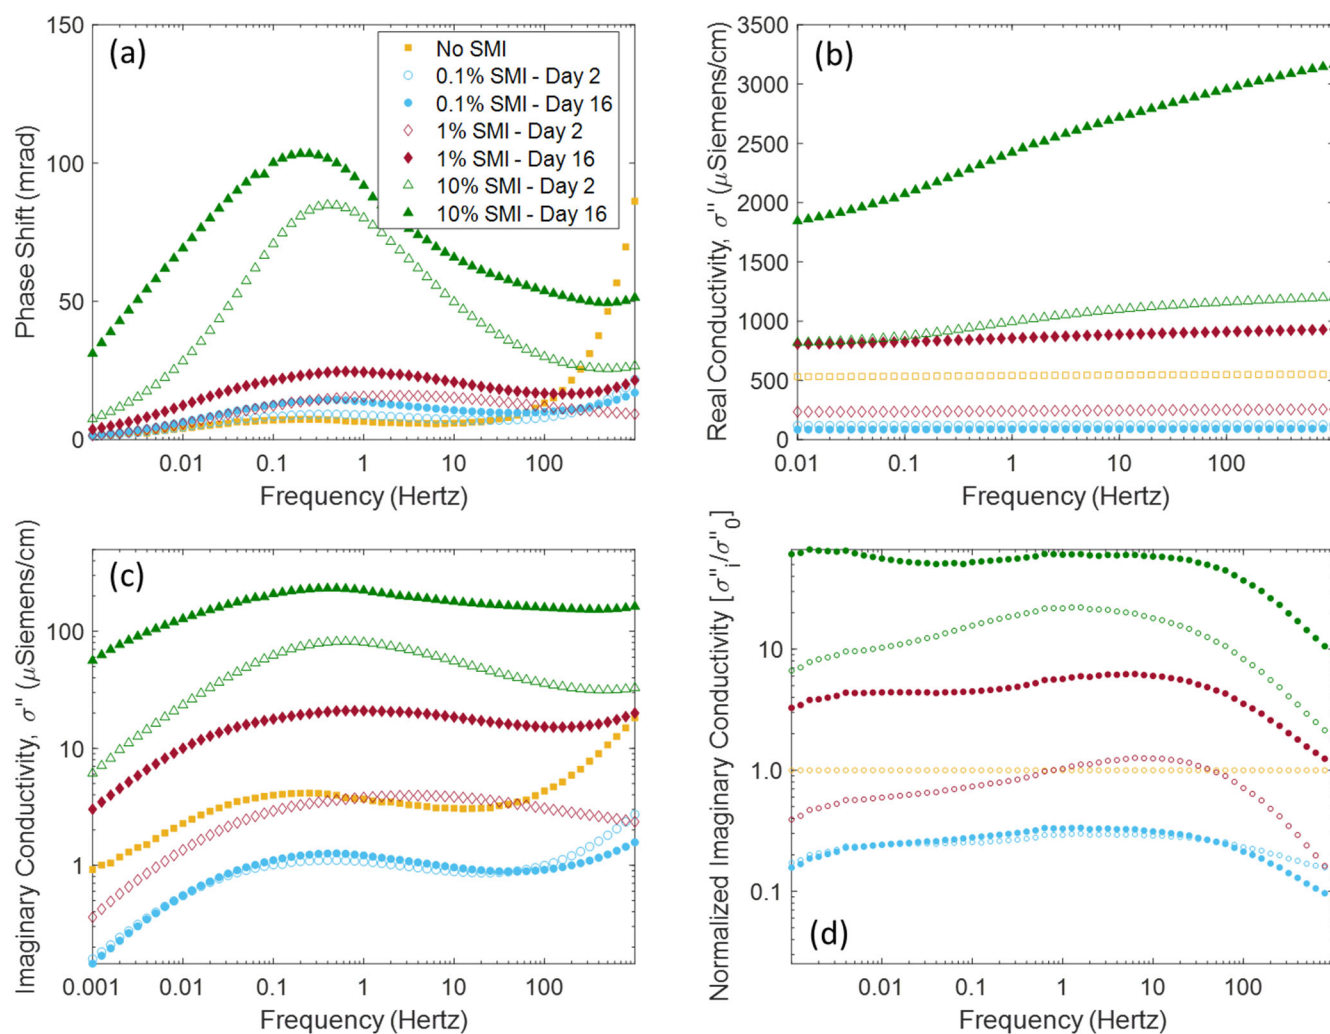 (a)
150
100
50
0
Phase Shift (mrad)
0.01 0.1 1 10 100
Frequency (Hertz)
No SMI
0.1% SMI - Day 2
0.1% SMI - Day 16
1% SMI - Day 2
1% SMI - Day 16
10% SMI - Day 2
10% SMI - Day 16
(b)
3500
3000
2500
2000
1500
1000
500
0
Real Conductivity, σ'' (μSiemens/cm)
0.01 0.1 1 10 100
Frequency (Hertz)
(c)
100
10
1
Imaginary Conductivity, σ'' (μSiemens/cm)
0.001 0.01 0.1 1 10 100
Frequency (Hertz)
10
1.0
0.1
Normalized Imaginary Conductivity [σ''i/σ''0]
(d)
0.01 0.1 1 10 100
Frequency (Hertz)